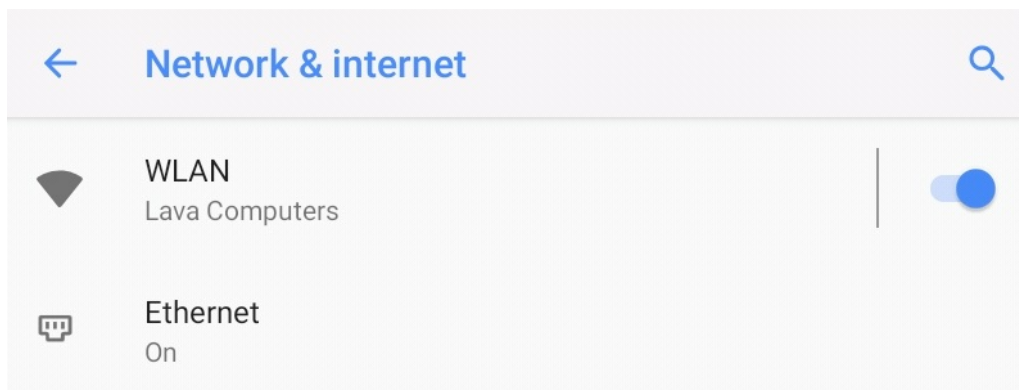 Network & internet
WLAN
Lava Computers
Ethernet
On